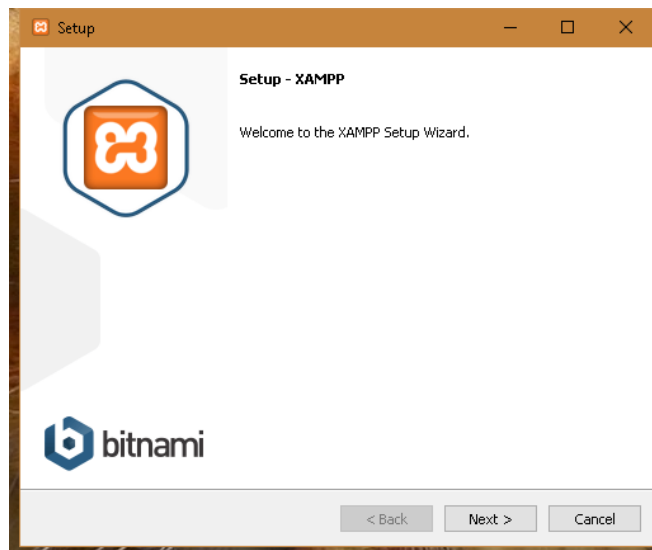 Setup
Setup - XAMPP
Welcome to the XAMPP Setup Wizard.
bitnami
< Back Next > Cancel